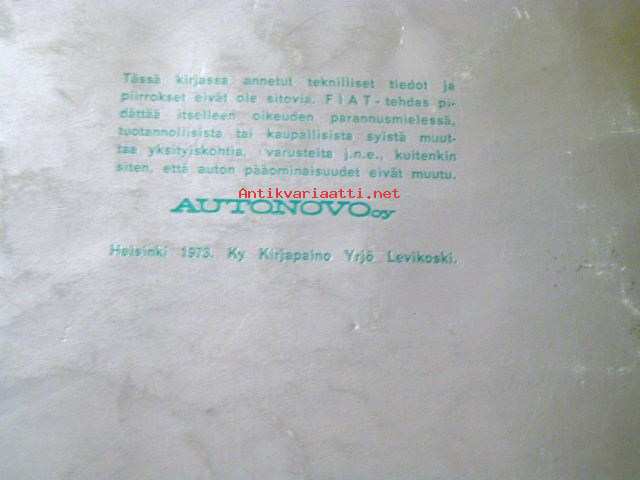 Tässä kirjassa annetut teknilliset tiedot ja
piirrokset eivät ole sitovia. FIAT-tehdas pi-
dättää itselleen oikeuden parannusmielessä,
tuotannollisista tai kaupallisista syistä muut-
taa yksityiskohtia, varusteita j.n.e., kuitenkin
siten, että auton pääominaisuudet eivät muutu.
Antikvariaatti.net
AUTONOVO oy
Helsinki 1973. Ky Kirjapaino Yrjö Levikoski.